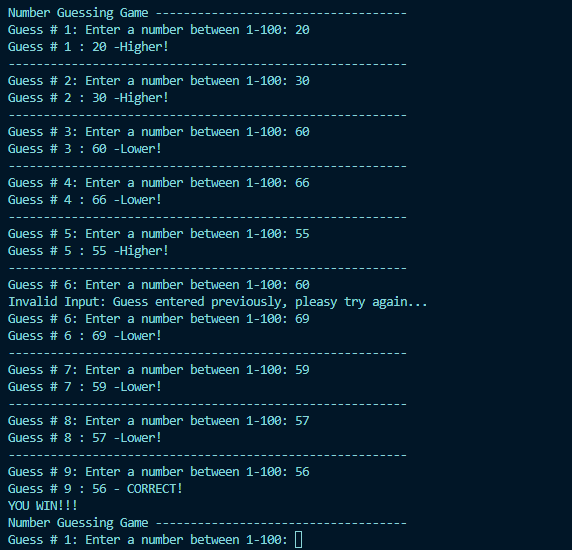 Number Guessing Game ------------------------------------
Guess # 1: Enter a number between 1-100: 20
Guess # 1 : 20 -Higher!
---------------------------------------------------------
Guess # 2: Enter a number between 1-100: 30
Guess # 2 : 30 -Higher!
---------------------------------------------------------
Guess # 3: Enter a number between 1-100: 60
Guess # 3 : 60 -Lower!
---------------------------------------------------------
Guess # 4: Enter a number between 1-100: 66
Guess # 4 : 66 -Lower!
---------------------------------------------------------
Guess # 5: Enter a number between 1-100: 55
Guess # 5 : 55 -Higher!
---------------------------------------------------------
Guess # 6: Enter a number between 1-100: 60
Invalid Input: Guess entered previously, pleasy try again...
Guess # 6: Enter a number between 1-100: 69
Guess # 6 : 69 -Lower!
---------------------------------------------------------
Guess # 7: Enter a number between 1-100: 59
Guess # 7 : 59 -Lower!
---------------------------------------------------------
Guess # 8: Enter a number between 1-100: 57
Guess # 8 : 57 -Lower!
---------------------------------------------------------
Guess # 9: Enter a number between 1-100: 56
Guess # 9 : 56 - CORRECT!
YOU WIN!!!
Number Guessing Game ------------------------------------
Guess # 1: Enter a number between 1-100: